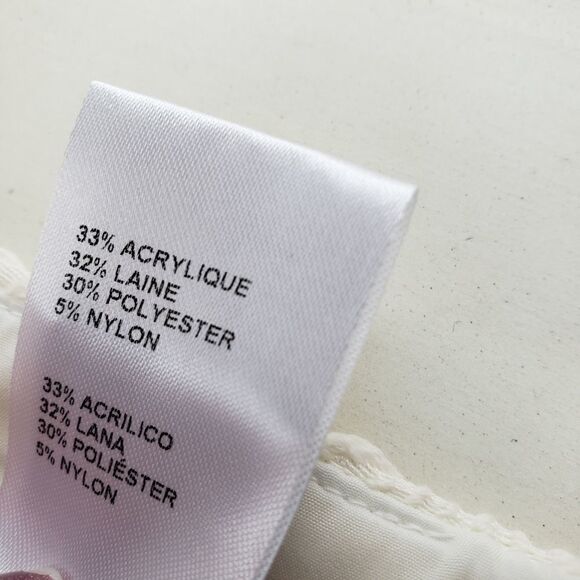 33% ACRYLIQUE
32% LAINE
30% POLYESTER
5% NYLON
33% ACRILICO
32% LANA
30% POLIÉSTER
5% NYLON